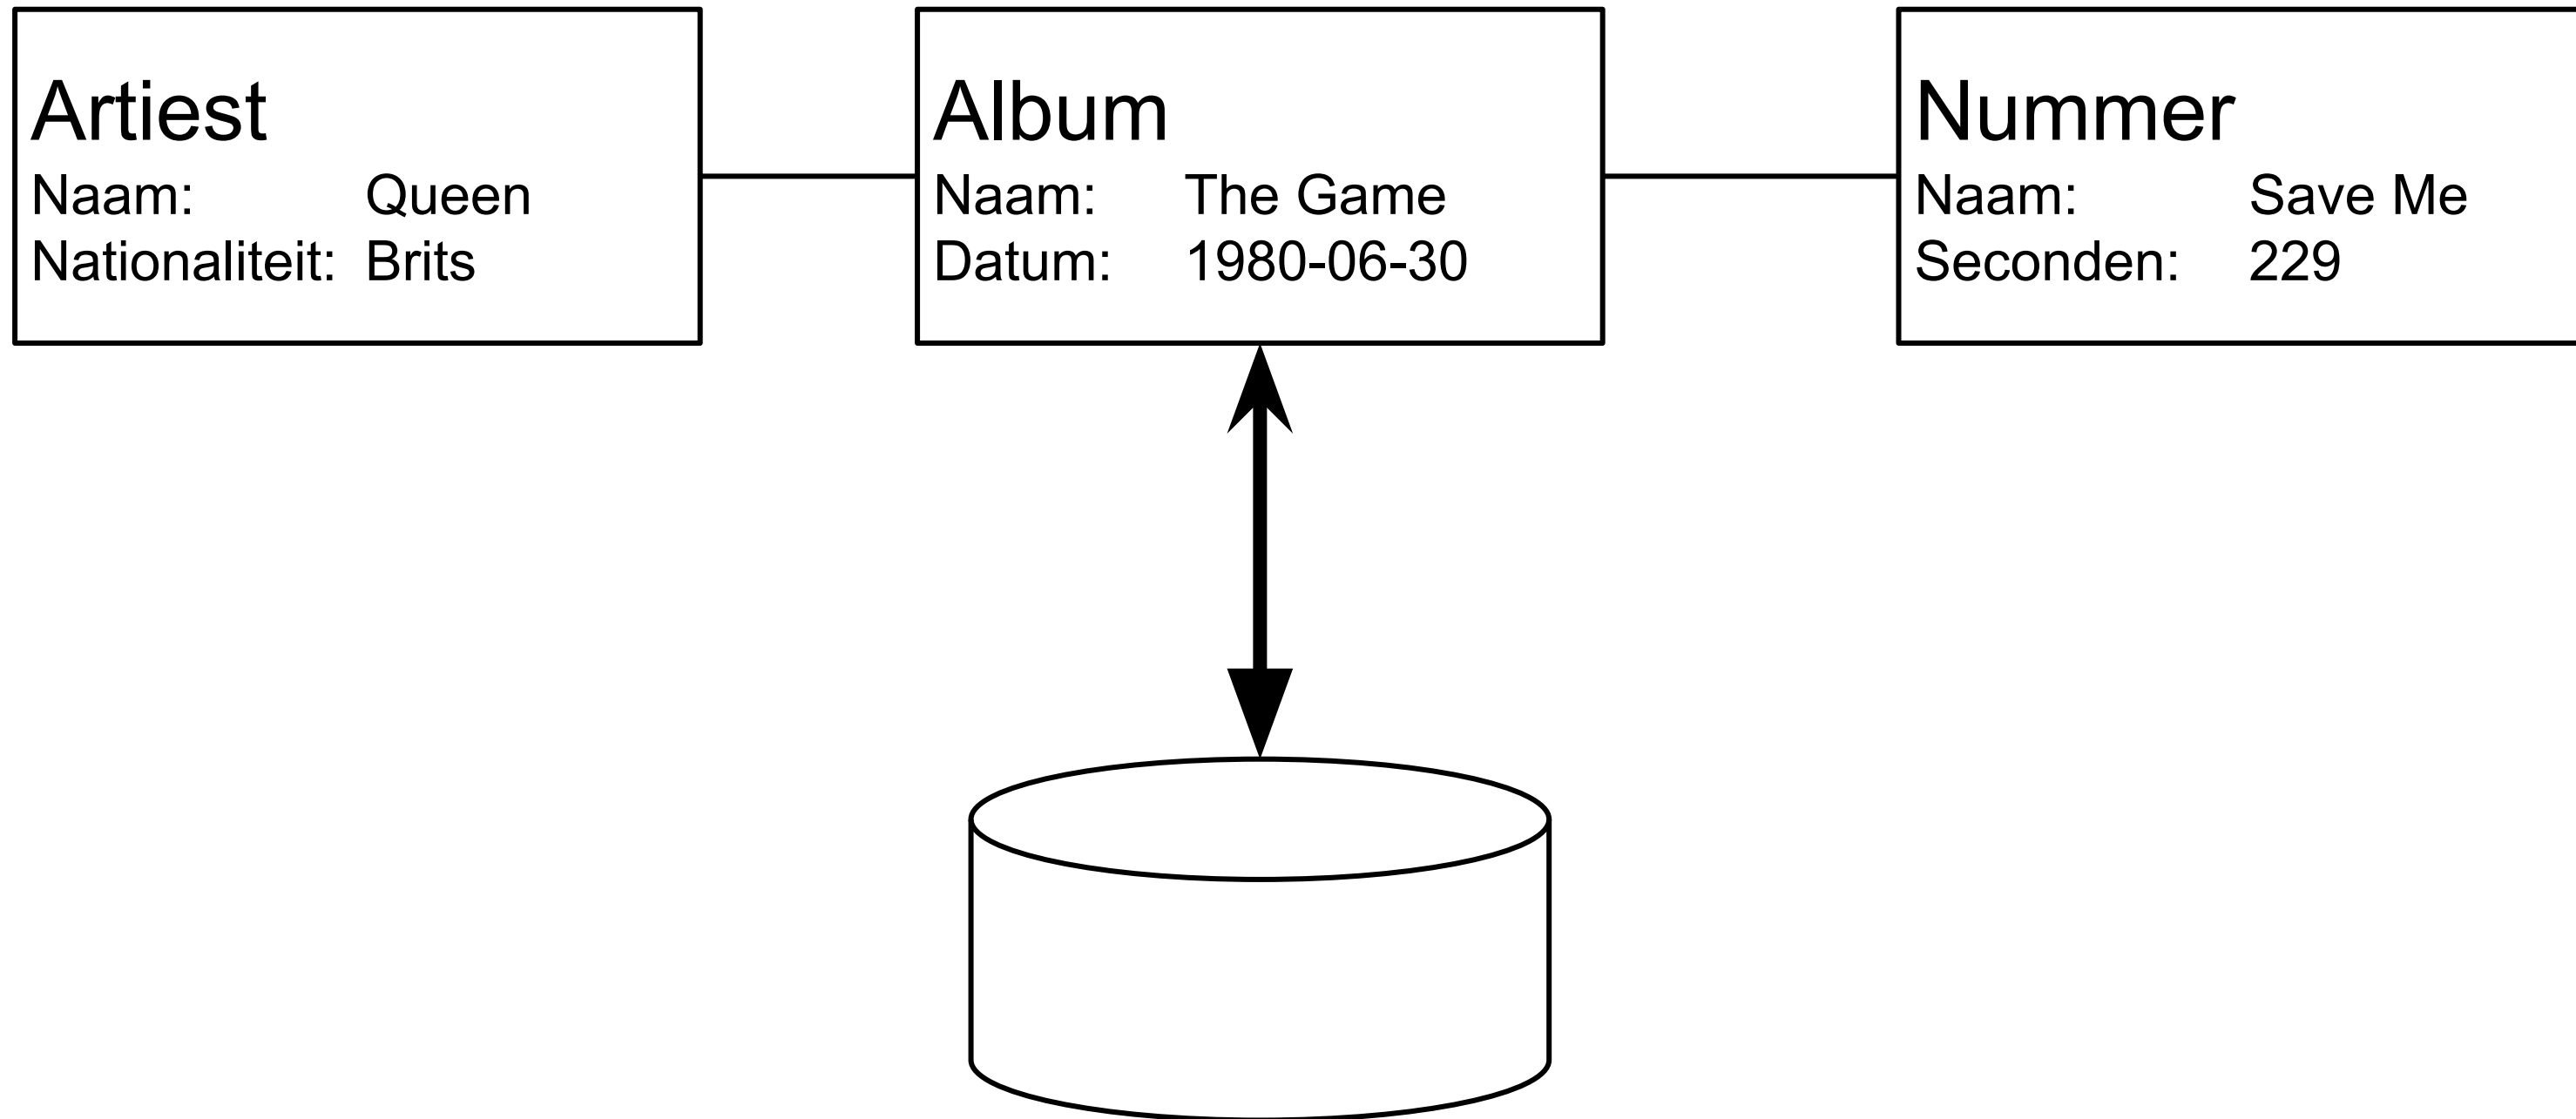 Artiest
Naam: Queen
Nationaliteit: Brits
Album
Naam: The Game
Datum: 1980-06-30
Nummer
Naam: Save Me
Seconden: 229